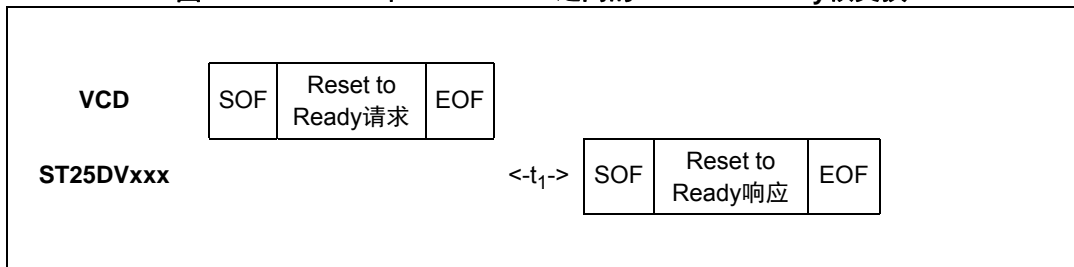 VCD SOF Reset to Ready请求 EOF
ST25DVxxx <-t₁-> SOF Reset to Ready响应 EOF